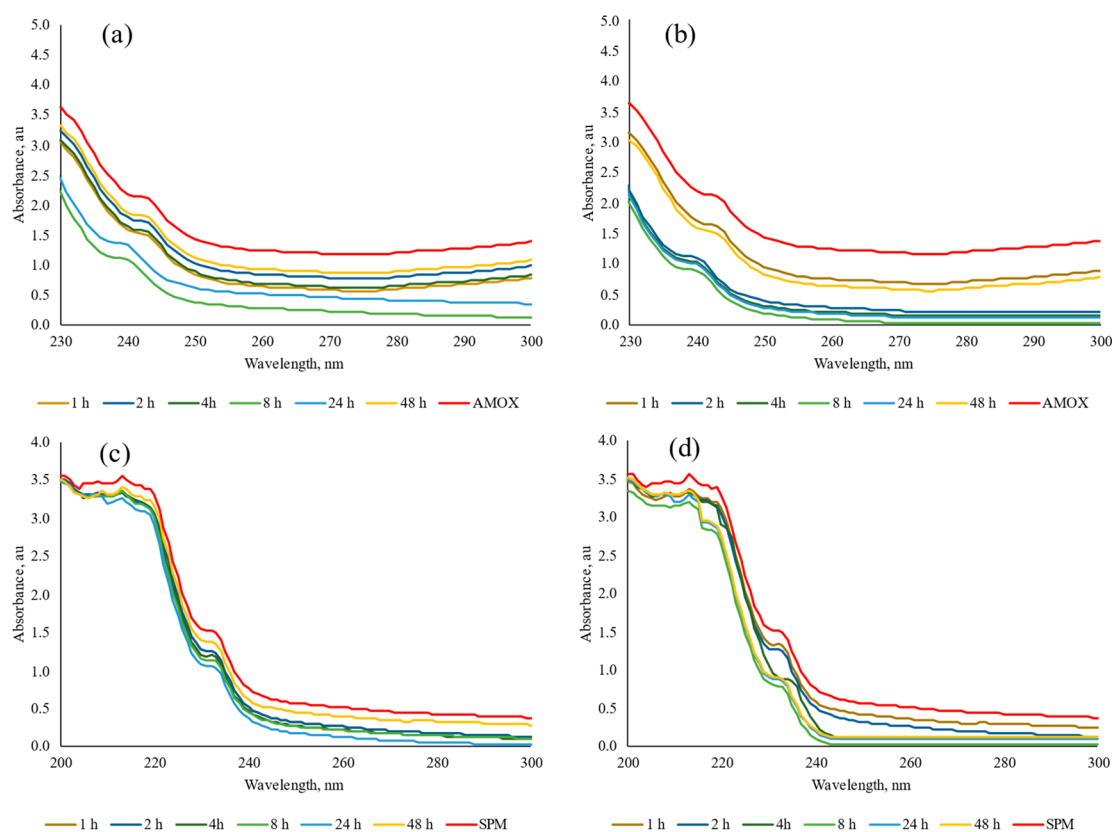 (a)
Absorbance, au
5.0
4.5
4.0
3.5
3.0
2.5
2.0
1.5
1.0
0.5
0.0
230 240 250 260 270 280 290 300
Wavelength, nm
1 h 2 h 4h 8 h 24 h 48 h AMOX
(b)
Absorbance, au
5.0
4.5
4.0
3.5
3.0
2.5
2.0
1.5
1.0
0.5
0.0
230 240 250 260 270 280 290 300
Wavelength, nm
1 h 2 h 4h 8 h 24 h 48 h AMOX
(c)
Absorbance, au
4.0
3.5
3.0
2.5
2.0
1.5
1.0
0.5
0.0
200 220 240 260 280 300
Wavelength, nm
1 h 2 h 4h 8 h 24 h 48 h SPM
(d)
Absorbance, au
4.0
3.5
3.0
2.5
2.0
1.5
1.0
0.5
0.0
200 220 240 260 280 300
Wavelength, nm
1 h 2 h 4h 8 h 24 h 48 h SPM